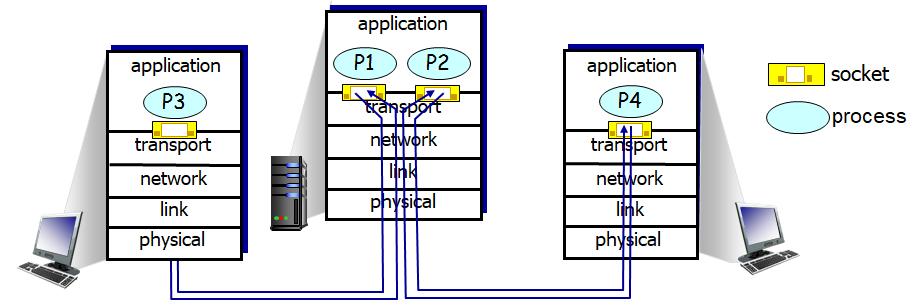 application
P3
transport
network
link
physical
application
P1
P2
transport
network
link
physical
application
P4
transport
network
link
physical
socket
process